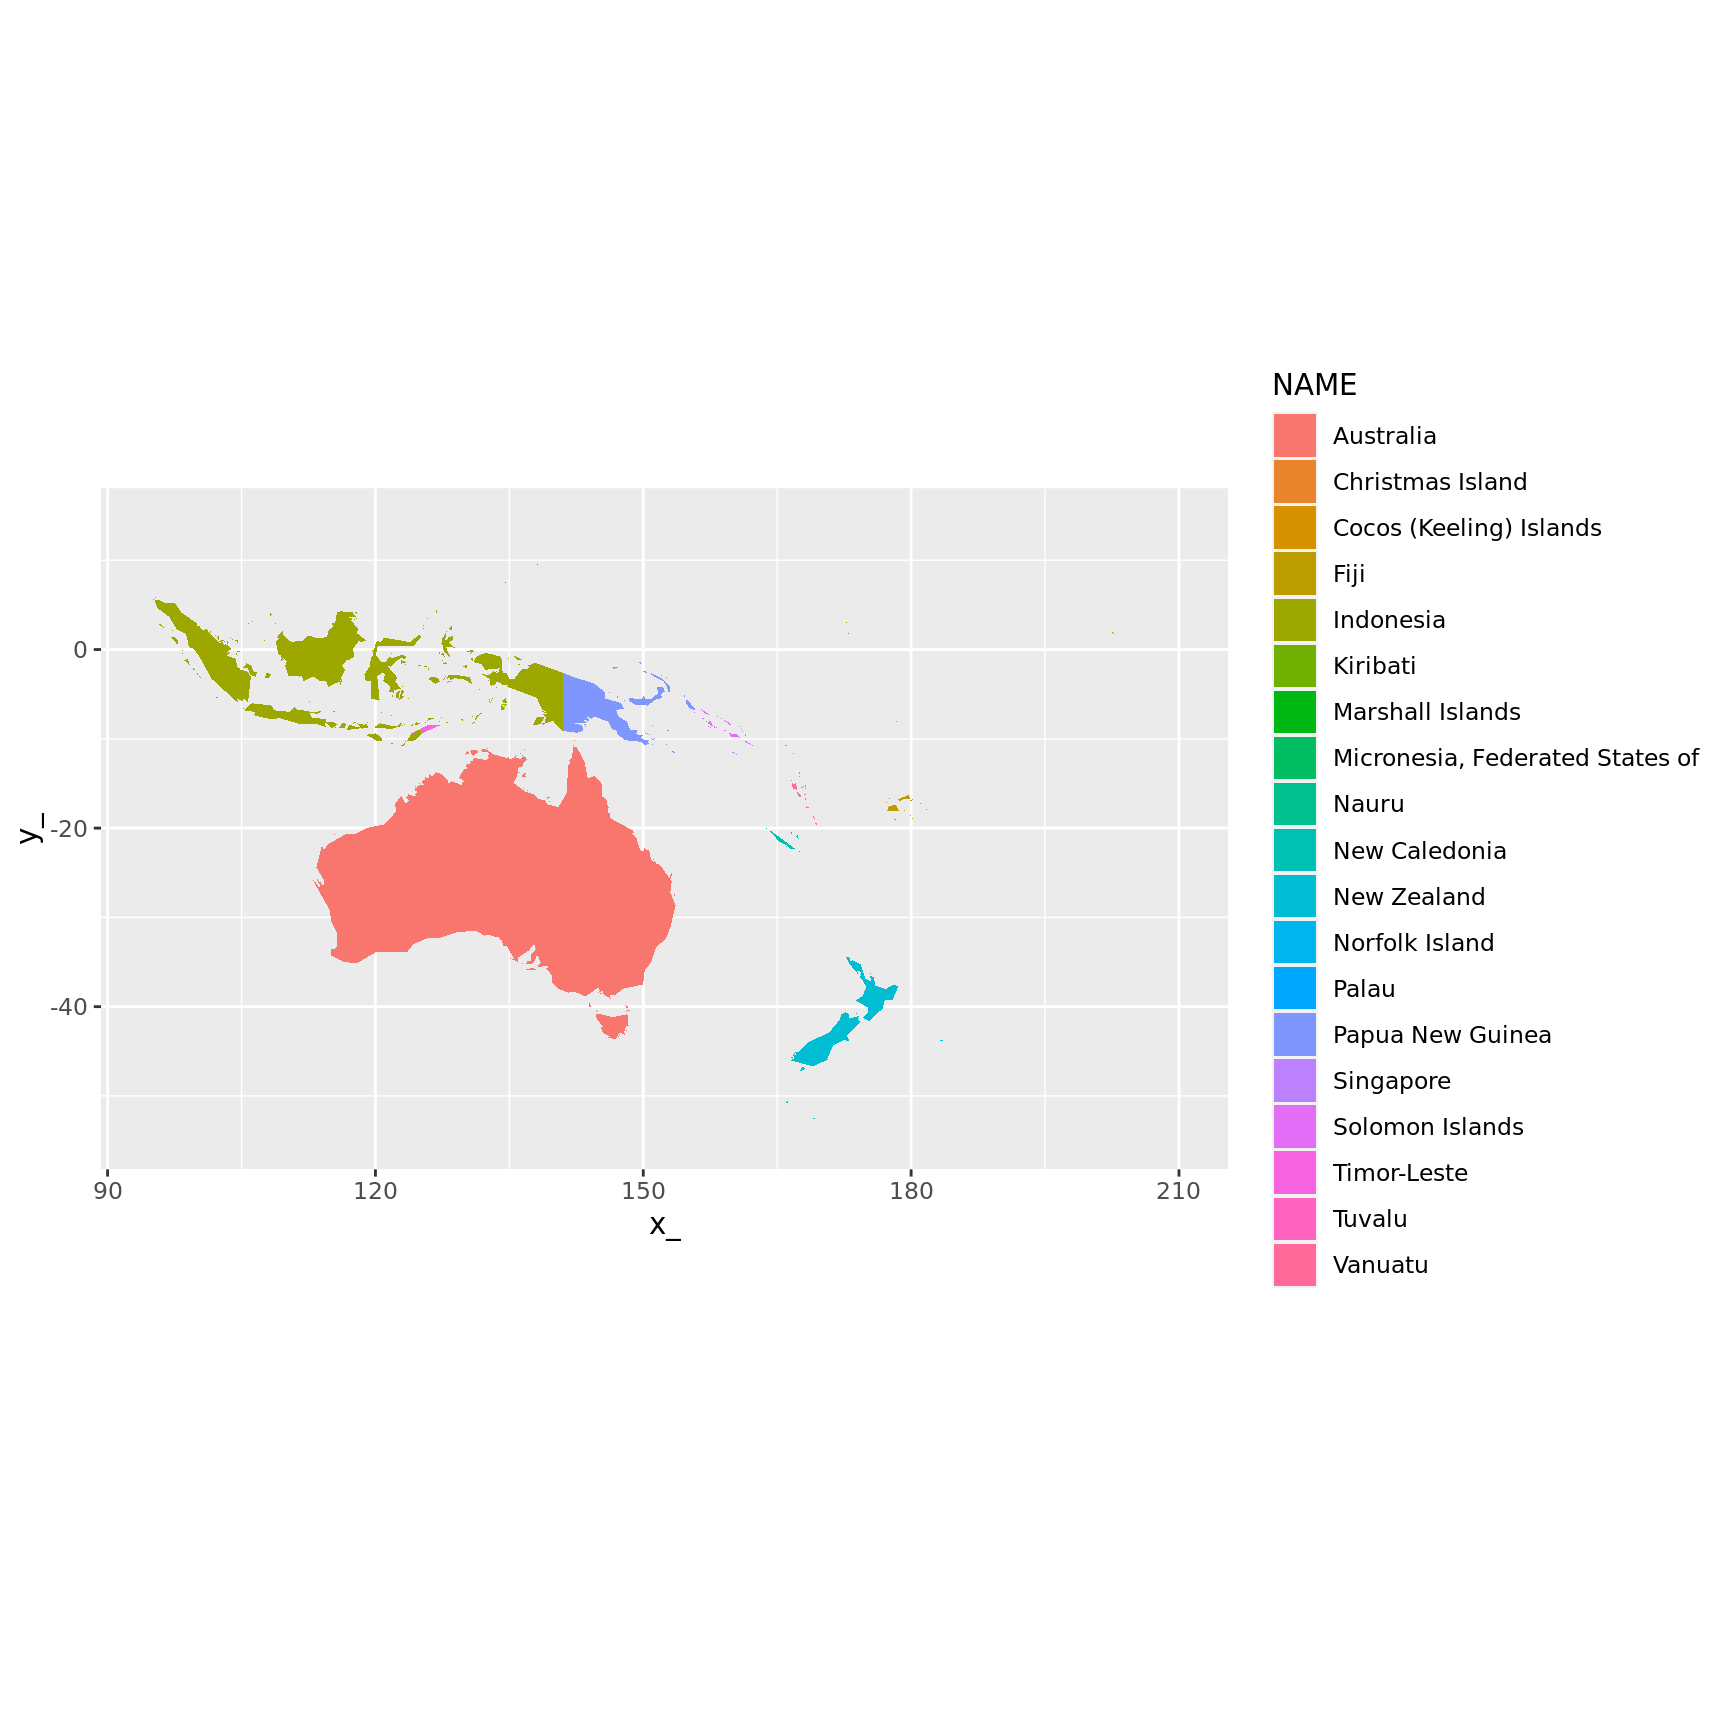 NAME
Australia
Christmas Island
Cocos (Keeling) Islands
Fiji
Indonesia
Kiribati
Marshall Islands
Micronesia, Federated States of
Nauru
New Caledonia
New Zealand
Norfolk Island
Palau
Papua New Guinea
Singapore
Solomon Islands
Timor-Leste
Tuvalu
Vanuatu
0
-20
-40
y_
90 120 150 180 210
x_